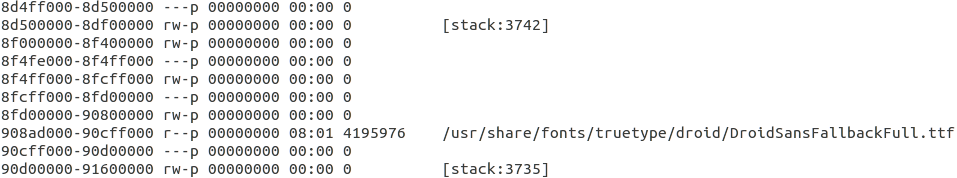 8d4ff000-8d500000 ---p 00000000 00:00 0
8d500000-8df00000 rw-p 00000000 00:00 0          [stack:3742]
8f000000-8f400000 rw-p 00000000 00:00 0
8f4fe000-8f4ff000 ---p 00000000 00:00 0
8f4ff000-8fcff000 rw-p 00000000 00:00 0
8fcff000-8fd00000 ---p 00000000 00:00 0
8fd00000-90800000 rw-p 00000000 00:00 0
908ad000-90cff000 r--p 00000000 08:01 4195976    /usr/share/fonts/truetype/droid/DroidSansFallbackFull.ttf
90cff000-90d00000 ---p 00000000 00:00 0
90d00000-91600000 rw-p 00000000 00:00 0          [stack:3735]